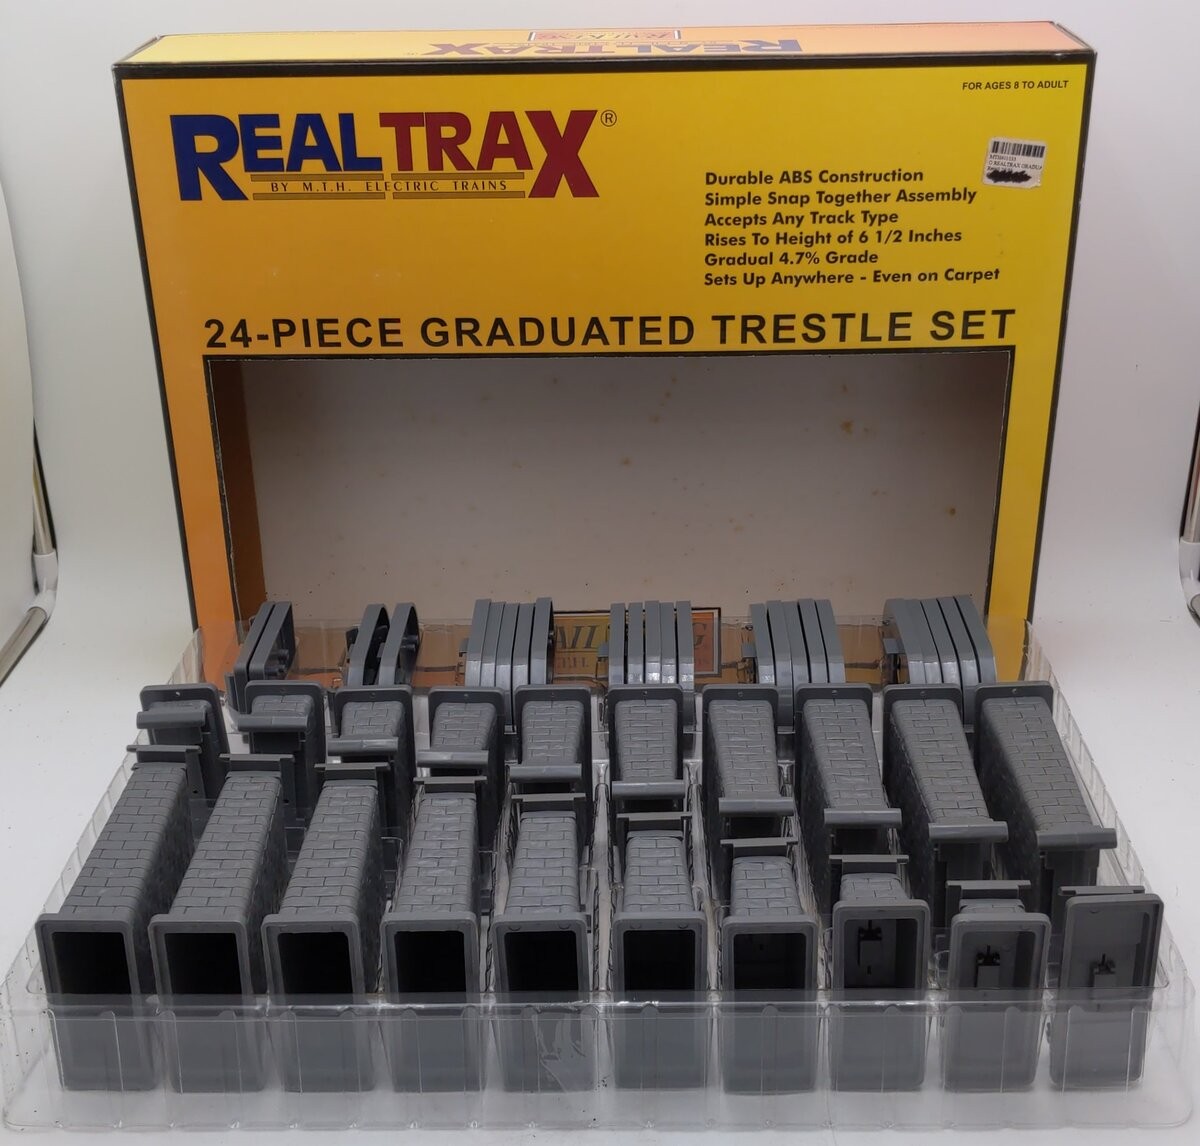 REALTRAX
FOR AGES 8 TO ADULT
REALTRAX®
BY M.T.H. ELECTRIC TRAINS
Durable ABS Construction
Simple Snap Together Assembly
Accepts Any Track Type
Rises To Height of 6 1/2 Inches
Gradual 4.7% Grade
Sets Up Anywhere - Even on Carpet
O REALTRAX
24-PIECE GRADUATED TRESTLE SET